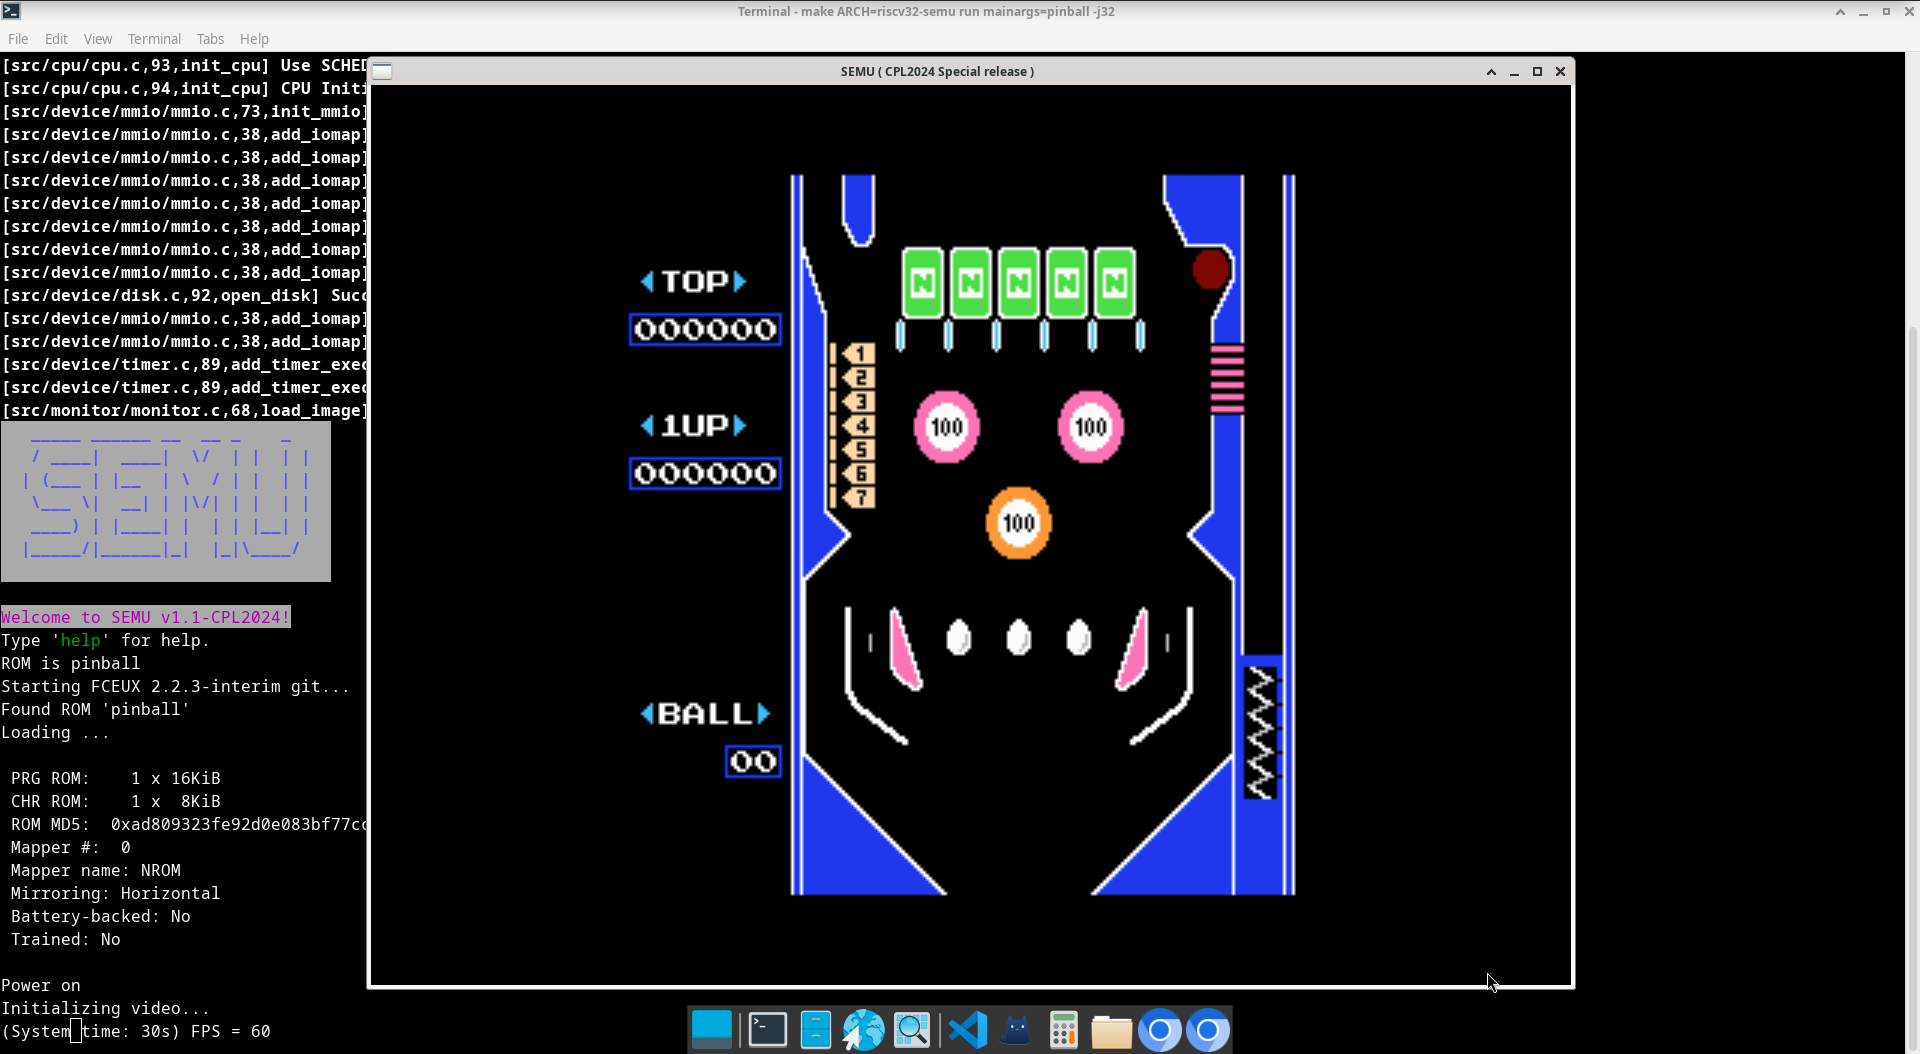 Terminal - make ARCH=riscv32-semu run mainargs=pinball -j32
File Edit View Terminal Tabs Help
[src/cpu/cpu.c,93,init_cpu] Use SCHED
[src/cpu/cpu.c,94,init_cpu] CPU Initi
[src/device/mmio/mmio.c,73,init_mmio]
[src/device/mmio/mmio.c,38,add_iomap]
[src/device/mmio/mmio.c,38,add_iomap]
[src/device/mmio/mmio.c,38,add_iomap]
[src/device/mmio/mmio.c,38,add_iomap]
[src/device/mmio/mmio.c,38,add_iomap]
[src/device/mmio/mmio.c,38,add_iomap]
[src/device/mmio/mmio.c,38,add_iomap]
[src/device/disk.c,92,open_disk] Succ
[src/device/mmio/mmio.c,38,add_iomap]
[src/device/mmio/mmio.c,38,add_iomap]
[src/device/timer.c,89,add_timer_exec
[src/device/timer.c,89,add_timer_exec
[src/monitor/monitor.c,68,load_image]
SEMU
Welcome to SEMU v1.1-CPL2024!
Type 'help' for help.
ROM is pinball
Starting FCEUX 2.2.3-interim git...
Found ROM 'pinball'
Loading ...
PRG ROM: 1 x 16KiB
CHR ROM: 1 x 8KiB
ROM MD5: 0xad809323fe92d0e083bf77cc
Mapper #: 0
Mapper name: NROM
Mirroring: Horizontal
Battery-backed: No
Trained: No
Power on
Initializing video...
(System time: 30s) FPS = 60
SEMU ( CPL2024 Special release )
TOP
000000
1UP
000000
BALL
00
N N N N N
1
2
3
4
5
6
7
100 100
100